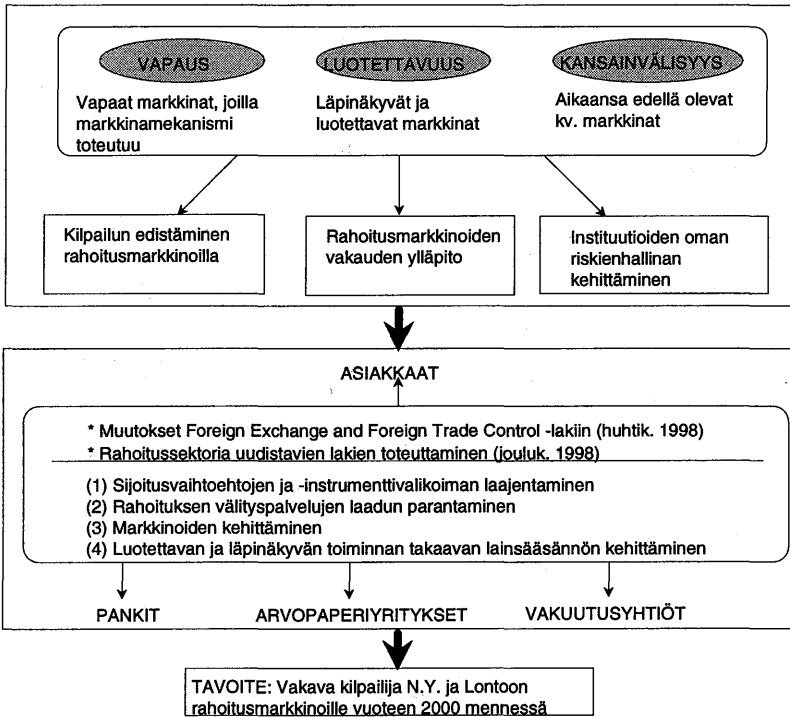 VAPAUS
LUOTETTAVUUS
KANSAINVÄLISYYS
Vapaat markkinat, joilla
markkinamekanismi
toteutuu
Läpinäkyvät ja
luotettavat markkinat
Aikaansa edellä olevat
kv. markkinat
Kilpailun edistäminen
rahoitusmarkkinoilla
Rahoitusmarkkinoiden
vakauden ylläpito
Instituutioiden oman
riskienhallinan
kehittäminen
ASIAKKAAT
* Muutokset Foreign Exchange and Foreign Trade Control -lakiin (huhtik. 1998)
* Rahoitussektoria uudistavien lakien toteuttaminen (jouluk. 1998)
(1) Sijoitusvaihtoehtojen ja -instrumenttivalikoiman laajentaminen
(2) Rahoituksen välityspalvelujen laadun parantaminen
(3) Markkinoiden kehittäminen
(4) Luotettavan ja läpinäkyvän toiminnan takaavan lainsääsännön kehittäminen
PANKIT
ARVOPAPERIYRITYKSET
VAKUUTUSYHTIÖT
TAVOITE: Vakava kilpailija N.Y. ja Lontoon
rahoitusmarkkinoille vuoteen 2000 mennessä